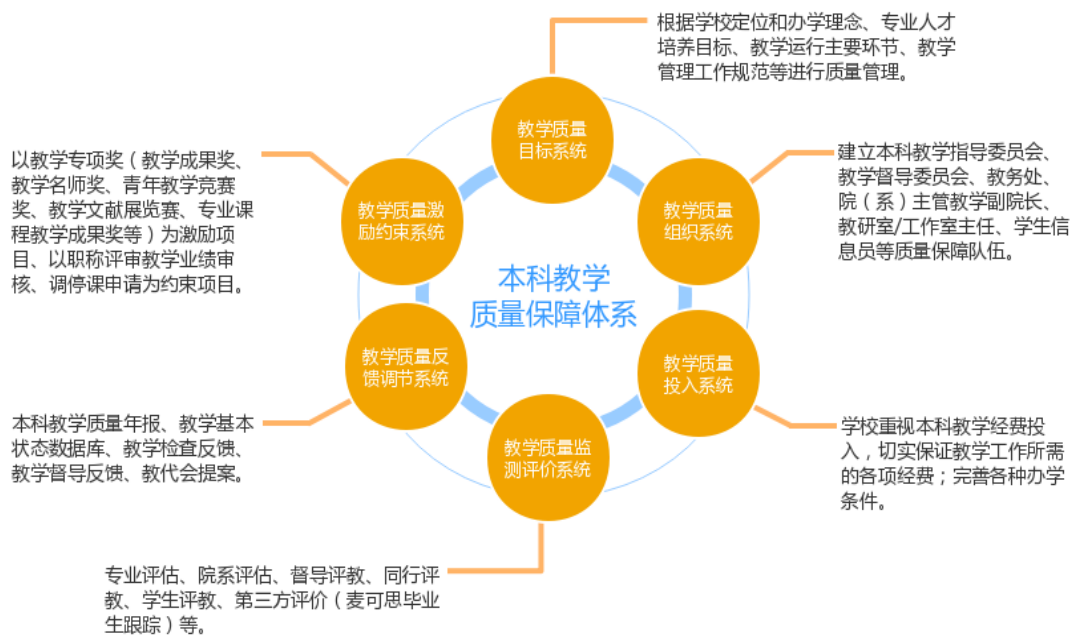 根据学校定位和办学理念、专业人才
培养目标、教学运行主要环节、教学
管理工作规范等进行质量管理。
教学质量
目标系统
以教学专项奖（教学成果奖、
教学名师奖、青年教学竞赛
奖、教学文献展览赛、专业课
程教学成果奖等）为激励项
目、以职称评审教学业绩审
核、调停课申请为约束项目。
教学质量激
励约束系统
教学质量
组织系统
建立本科教学指导委员会、
教学督导委员会、教务处、
院（系）主管教学副院长、
教研室/工作室主任、学生信
息员等质量保障队伍。
本科教学
质量保障体系
教学质量反
馈调节系统
教学质量
投入系统
本科教学质量年报、教学基本
状态数据库、教学检查反馈、
教学督导反馈、教代会提案。
教学质量监
测评价系统
学校重视本科教学经费投
入，切实保证教学工作所需
的各项经费；完善各种办学
条件。
专业评估、院系评估、督导评教、同行评
教、学生评教、第三方评价（麦可思毕业
生跟踪）等。